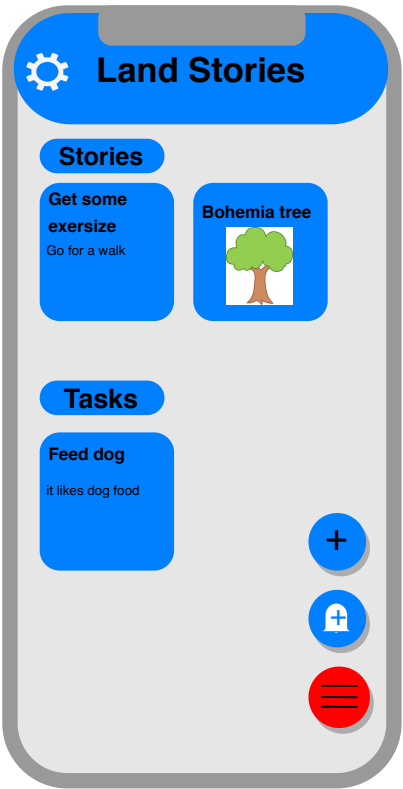 Land Stories
Stories
Get some
exersize
Go for a walk
Bohemia tree
Tasks
Feed dog
it likes dog food
+